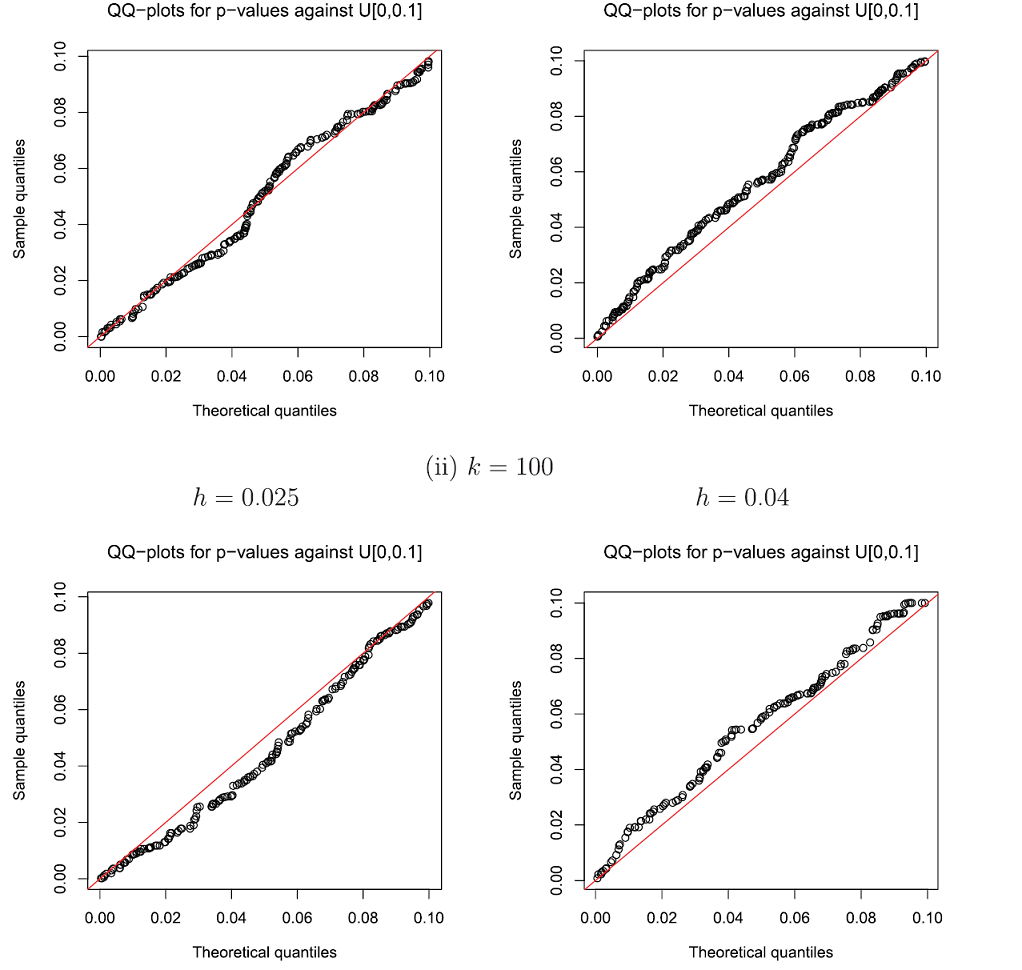 QQ−plots for p−values against U[0,0.1]
QQ−plots for p−values against U[0,0.1]
Sample quantiles
0.10
0.08
0.06
0.04
0.02
0.00
0.00 0.02 0.04 0.06 0.08 0.10
Theoretical quantiles
Sample quantiles
0.10
0.08
0.06
0.04
0.02
0.00
0.00 0.02 0.04 0.06 0.08 0.10
Theoretical quantiles
(ii) k = 100
h = 0.025
h = 0.04
QQ−plots for p−values against U[0,0.1]
QQ−plots for p−values against U[0,0.1]
Sample quantiles
0.10
0.08
0.06
0.04
0.02
0.00
0.00 0.02 0.04 0.06 0.08 0.10
Theoretical quantiles
Sample quantiles
0.10
0.08
0.06
0.04
0.02
0.00
0.00 0.02 0.04 0.06 0.08 0.10
Theoretical quantiles